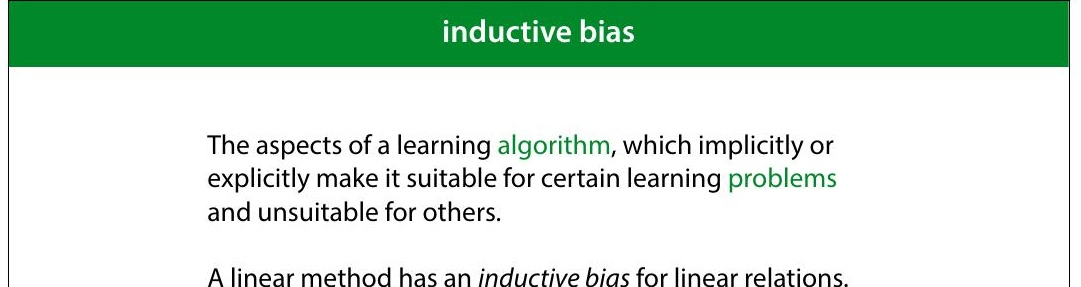 inductive bias
The aspects of a learning algorithm, which implicitly or
explicitly make it suitable for certain learning problems
and unsuitable for others.
A linear method has an inductive bias for linear relations.